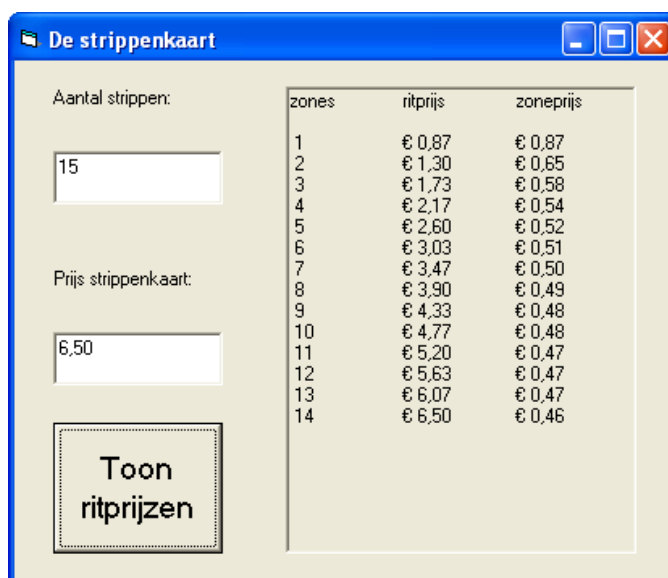 De strippenkaart
Aantal strippen:
15
Prijs strippenkaart:
6,50
Toon
ritprijzen
zones ritprijs zoneprijs
1 € 0,87 € 0,87
2 € 1,30 € 0,65
3 € 1,73 € 0,58
4 € 2,17 € 0,54
5 € 2,60 € 0,52
6 € 3,03 € 0,51
7 € 3,47 € 0,50
8 € 3,90 € 0,49
9 € 4,33 € 0,48
10 € 4,77 € 0,48
11 € 5,20 € 0,47
12 € 5,63 € 0,47
13 € 6,07 € 0,47
14 € 6,50 € 0,46